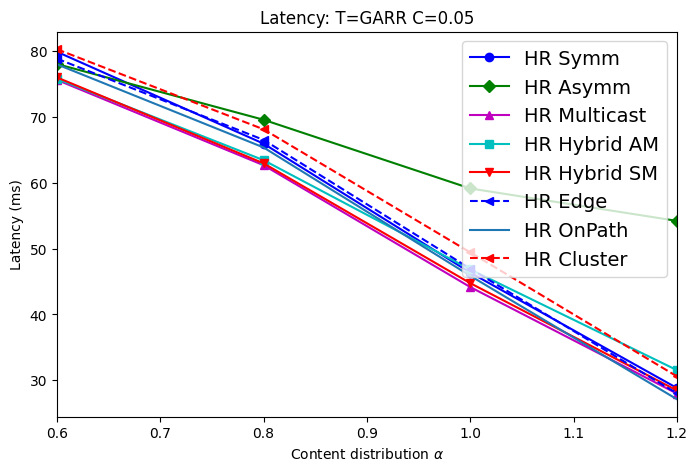 Latency: T=GARR C=0.05
80
70
60
50
40
30
Latency (ms)
HR Symm
HR Asymm
HR Multicast
HR Hybrid AM
HR Hybrid SM
HR Edge
HR OnPath
HR Cluster
0.6 0.7 0.8 0.9 1.0 1.1 1.2
Content distribution α